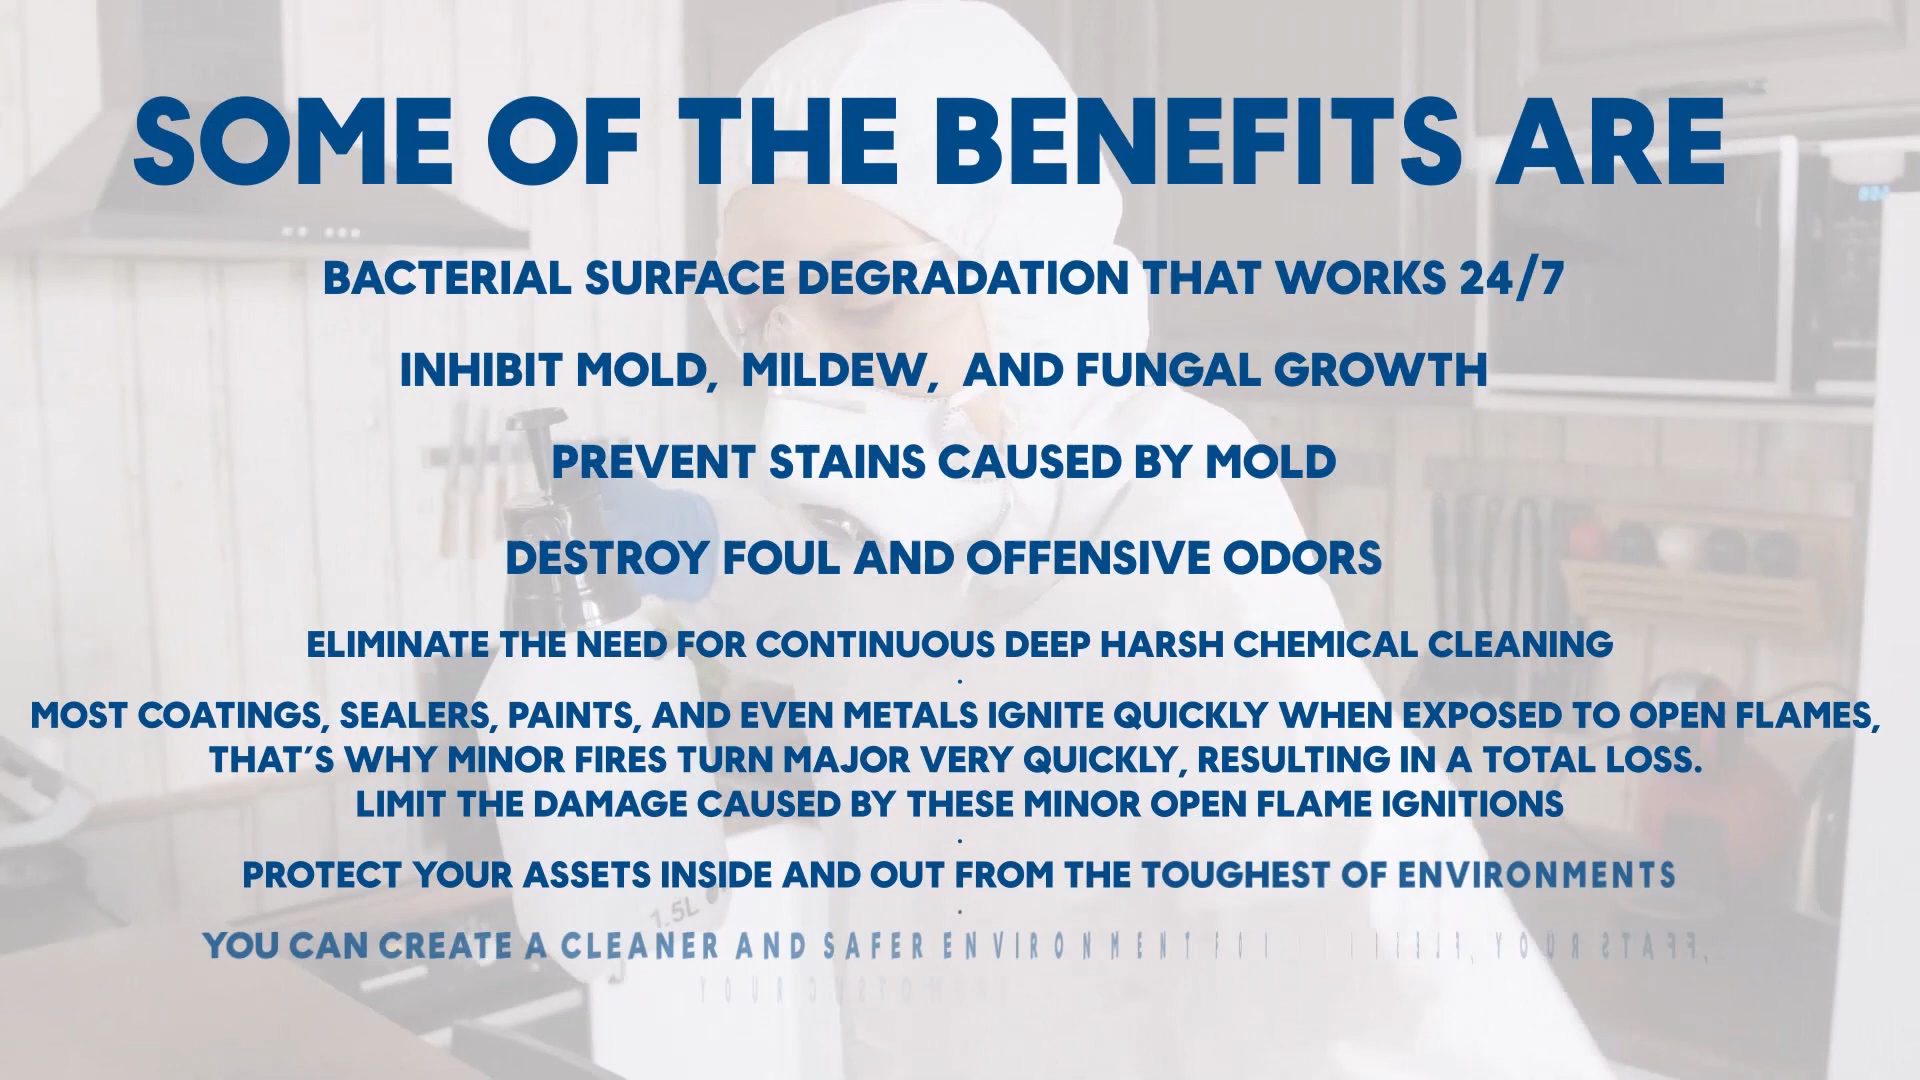 SOME OF THE BENEFITS ARE
BACTERIAL SURFACE DEGRADATION THAT WORKS 24/7
INHIBIT MOLD, MILDEW, AND FUNGAL GROWTH
PREVENT STAINS CAUSED BY MOLD
DESTROY FOUL AND OFFENSIVE ODORS
ELIMINATE THE NEED FOR CONTINUOUS DEEP HARSH CHEMICAL CLEANING
.
MOST COATINGS, SEALERS, PAINTS, AND EVEN METALS IGNITE QUICKLY WHEN EXPOSED TO OPEN FLAMES,
THAT'S WHY MINOR FIRES TURN MAJOR VERY QUICKLY, RESULTING IN A TOTAL LOSS.
LIMIT THE DAMAGE CAUSED BY THESE MINOR OPEN FLAME IGNITIONS
.
PROTECT YOUR ASSETS INSIDE AND OUT FROM THE TOUGHEST OF ENVIRONMENTS
.
1.5L
YOU CAN CREATE A CLEANER AND SAFER ENVIRONMENT